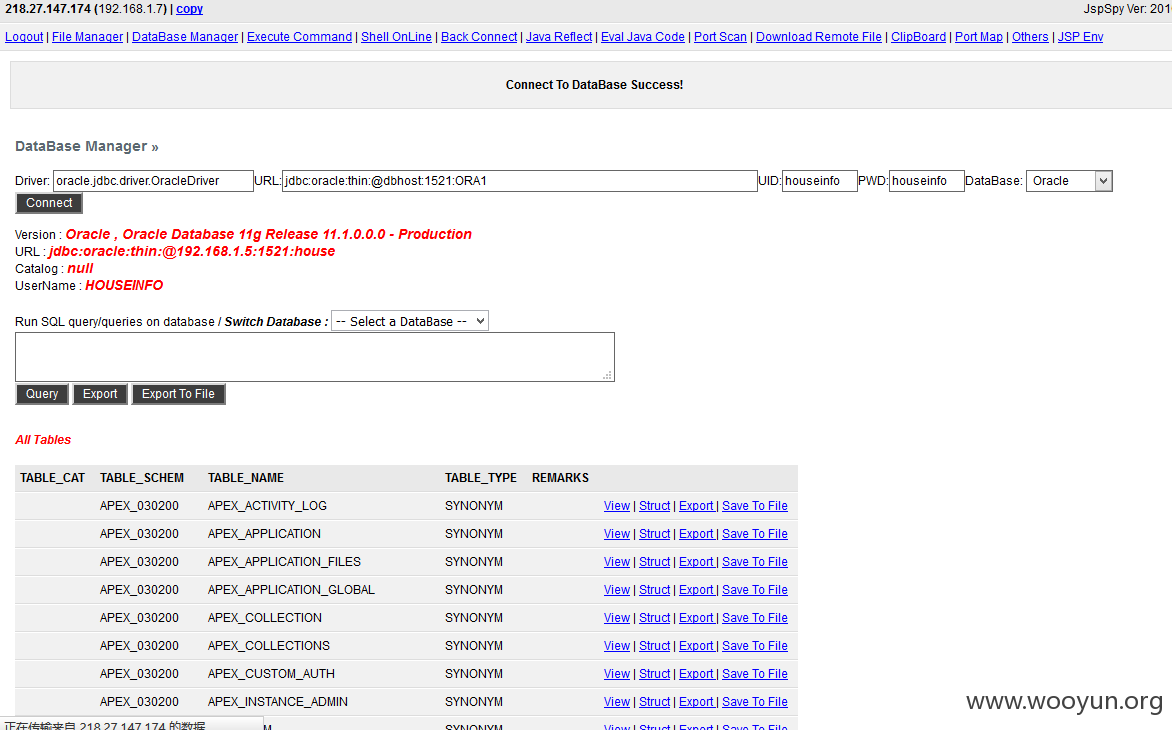 218.27.147.174 (192.168.1.7) | copy JspSpy Ver: 201
Logout | File Manager | DataBase Manager | Execute Command | Shell OnLine | Back Connect | Java Reflect | Eval Java Code | Port Scan | Download Remote File | ClipBoard | Port Map | Others | JSP Env
Connect To DataBase Success!
DataBase Manager »
Driver: oracle.jdbc.driver.OracleDriver URL: jdbc:oracle:thin:@dbhost:1521:ORA1 UID: houseinfo PWD: houseinfo DataBase: Oracle
Connect
Version : Oracle , Oracle Database 11g Release 11.1.0.0.0 - Production
URL : jdbc:oracle:thin:@192.168.1.5:1521:house
Catalog : null
UserName : HOUSEINFO
Run SQL query/queries on database / Switch Database : -- Select a DataBase --
Query Export Export To File
All Tables
TABLE_CAT TABLE_SCHEM TABLE_NAME TABLE_TYPE REMARKS
APEX_030200 APEX_ACTIVITY_LOG SYNONYM View | Struct | Export | Save To File
APEX_030200 APEX_APPLICATION SYNONYM View | Struct | Export | Save To File
APEX_030200 APEX_APPLICATION_FILES SYNONYM View | Struct | Export | Save To File
APEX_030200 APEX_APPLICATION_GLOBAL SYNONYM View | Struct | Export | Save To File
APEX_030200 APEX_COLLECTION SYNONYM View | Struct | Export | Save To File
APEX_030200 APEX_COLLECTIONS SYNONYM View | Struct | Export | Save To File
APEX_030200 APEX_CUSTOM_AUTH SYNONYM View | Struct | Export | Save To File
APEX_030200 APEX_INSTANCE_ADMIN SYNONYM View | Struct | Export | Save To File
www.wooyun.org
正在传输来自 218.27.147.174 的数据 M SYNONYM View | Struct | Export | Save To File